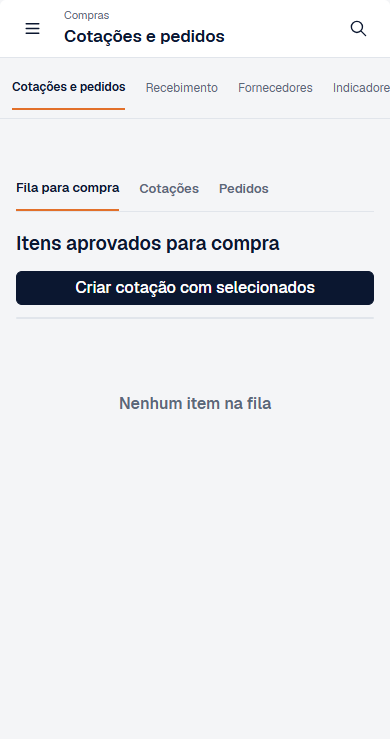 Compras
Cotações e pedidos
Cotações e pedidos Recebimento Fornecedores Indicadore
Fila para compra Cotações Pedidos
Itens aprovados para compra
Criar cotação com selecionados
Nenhum item na fila